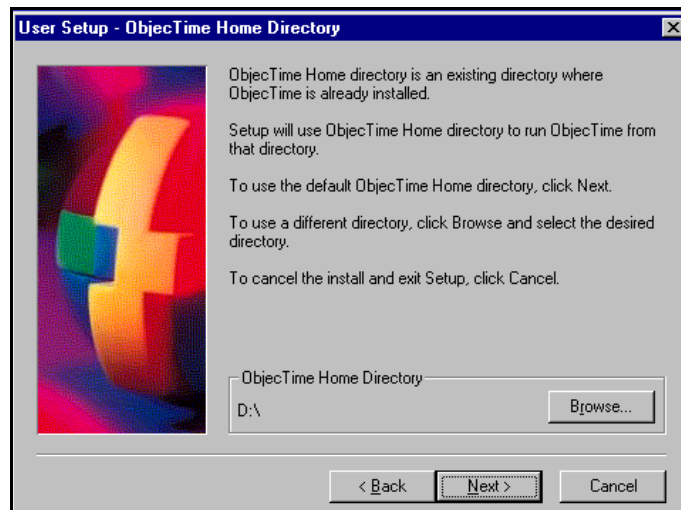 User Setup - ObjecTime Home Directory
ObjecTime Home directory is an existing directory where
ObjecTime is already installed.
Setup will use ObjecTime Home directory to run ObjecTime from
that directory.
To use the default ObjecTime Home directory, click Next.
To use a different directory, click Browse and select the desired
directory.
To cancel the install and exit Setup, click Cancel.
ObjecTime Home Directory
D:\
Browse...
< Back
Next >
Cancel